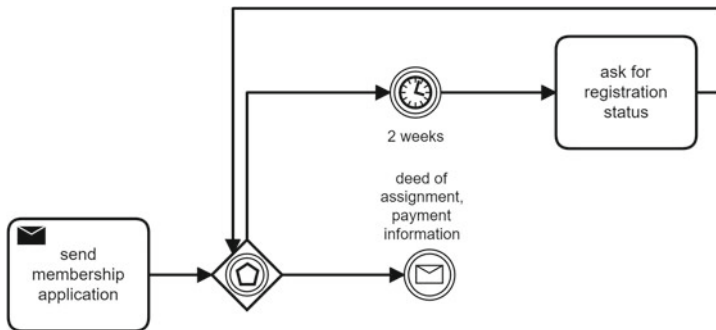 ask for
registration
status
2 weeks
deed of
assignment,
payment
information
send
membership
application